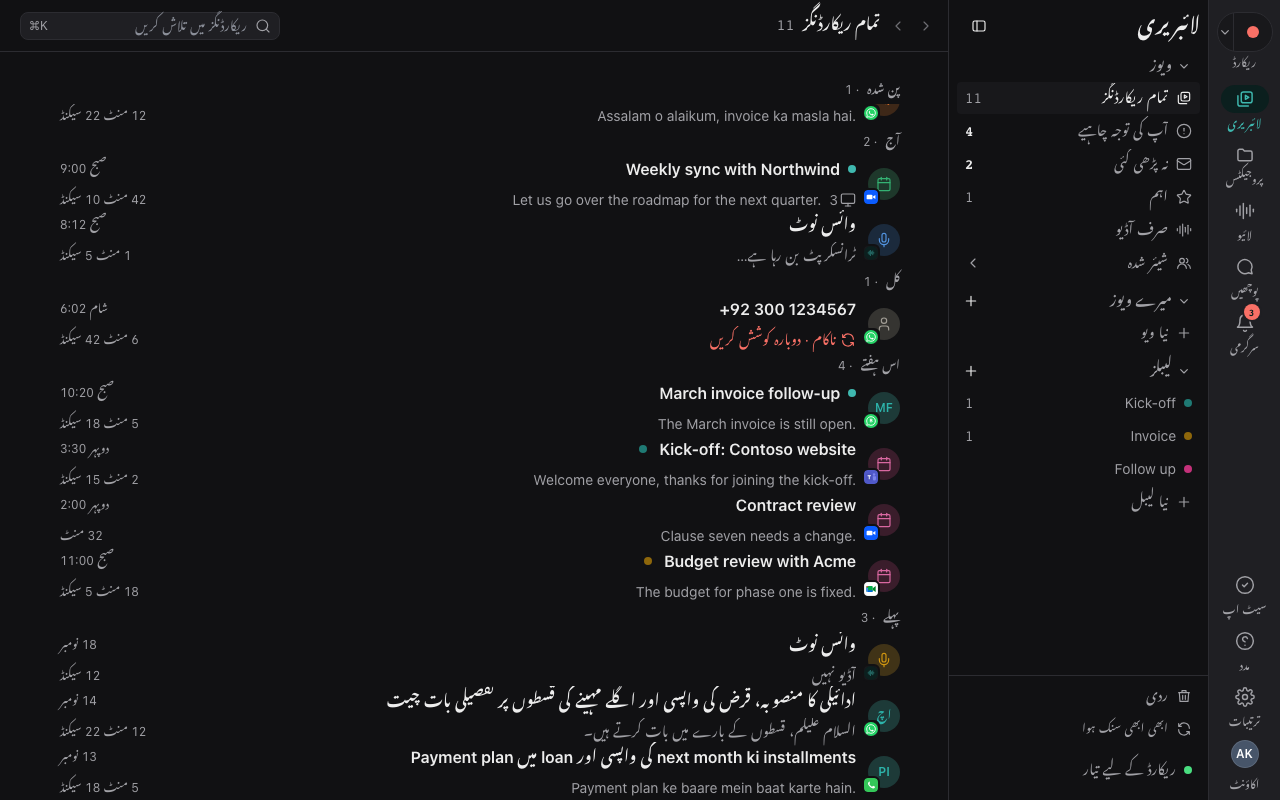 ریکارڈ
لائبریری
پروجیکٹس
لائیو
پوچھیں
3
سرگرمی
سیٹ اپ
مدد
ترتیبات
AK
اکاؤنٹ
لائبریری
ویوز
تمام ریکارڈنگز 11
آپ کی توجہ چاہیے 4
نہ پڑھی گئی 2
اہم 1
صرف آڈیو
شیئر شدہ
میرے ویوز
نیا ویو
لیبلز
Kick-off 1
Invoice 1
Follow up
نیا لیبل
ردی
ابھی ابھی سنک ہوا
ریکارڈ کے لیے تیار
تمام ریکارڈنگز 11
ریکارڈنگز میں تلاش کریں ⌘K
پن شدہ · 1
Assalam o alaikum, invoice ka masla hai.
12 منٹ 22 سیکنڈ
آج · 2
Weekly sync with Northwind
9:00 صبح
3 Let us go over the roadmap for the next quarter.
42 منٹ 10 سیکنڈ
وائس نوٹ
8:12 صبح
ٹرانسکرپٹ بن رہا ہے…
1 منٹ 5 سیکنڈ
کل · 1
+92 300 1234567
6:02 شام
ناکام · دوبارہ کوشش کریں
6 منٹ 42 سیکنڈ
اس ہفتے · 4
MF
March invoice follow-up
10:20 صبح
The March invoice is still open.
5 منٹ 18 سیکنڈ
Kick-off: Contoso website
3:30 دوپہر
Welcome everyone, thanks for joining the kick-off.
2 منٹ 15 سیکنڈ
Contract review
2:00 دوپہر
Clause seven needs a change.
32 منٹ
Budget review with Acme
11:00 صبح
The budget for phase one is fixed.
18 منٹ 5 سیکنڈ
پہلے · 3
وائس نوٹ
18 نومبر
آڈیو نہیں
12 سیکنڈ
اچ
ادائیگی کا منصوبہ، قرض کی واپسی اور اگلے مہینے کی قسطوں پر تفصیلی بات چیت
14 نومبر
السلام علیکم، قسطوں کے بارے میں بات کرتے ہیں۔
12 منٹ 22 سیکنڈ
PI
Payment plan کی واپسی اور loan میں next month ki installments
13 نومبر
Payment plan ke baare mein baat karte hain.
5 منٹ 18 سیکنڈ